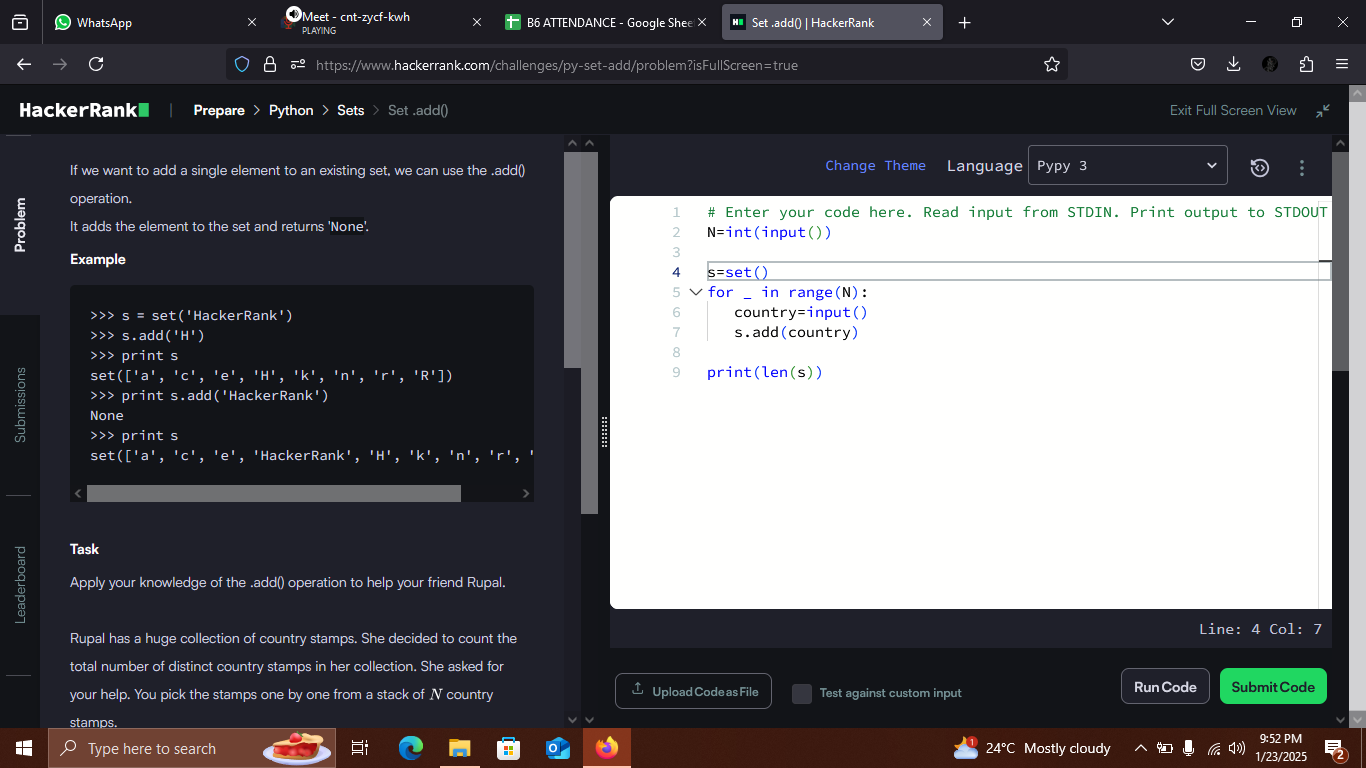 WhatsApp
Meet - cnt-zycf-kwh
PLAYING
B6 ATTENDANCE - Google Shee
Set .add() | HackerRank
https://www.hackerrank.com/challenges/py-set-add/problem?isFullScreen=true
HackerRank
Prepare > Python > Sets > Set .add()
Exit Full Screen View
Problem
Submissions
Leaderboard
If we want to add a single element to an existing set, we can use the .add()
operation.
It adds the element to the set and returns 'None'.
Example
>>> s = set('HackerRank')
>>> s.add('H')
>>> print s
set(['a', 'c', 'e', 'H', 'k', 'n', 'r', 'R'])
>>> print s.add('HackerRank')
None
>>> print s
set(['a', 'c', 'e', 'HackerRank', 'H', 'k', 'n', 'r', '
Task
Apply your knowledge of the .add() operation to help your friend Rupal.
Rupal has a huge collection of country stamps. She decided to count the
total number of distinct country stamps in her collection. She asked for
your help. You pick the stamps one by one from a stack of N country
stamps.
Change Theme
Language
Pypy 3
1 # Enter your code here. Read input from STDIN. Print output to STDOUT
2 N=int(input())
3
4 s=set()
5 for _ in range(N):
6 country=input()
7 s.add(country)
8
9 print(len(s))
Line: 4 Col: 7
Upload Code as File
Test against custom input
Run Code
Submit Code
Type here to search
1
24°C Mostly cloudy
9:52 PM
1/23/2025
2